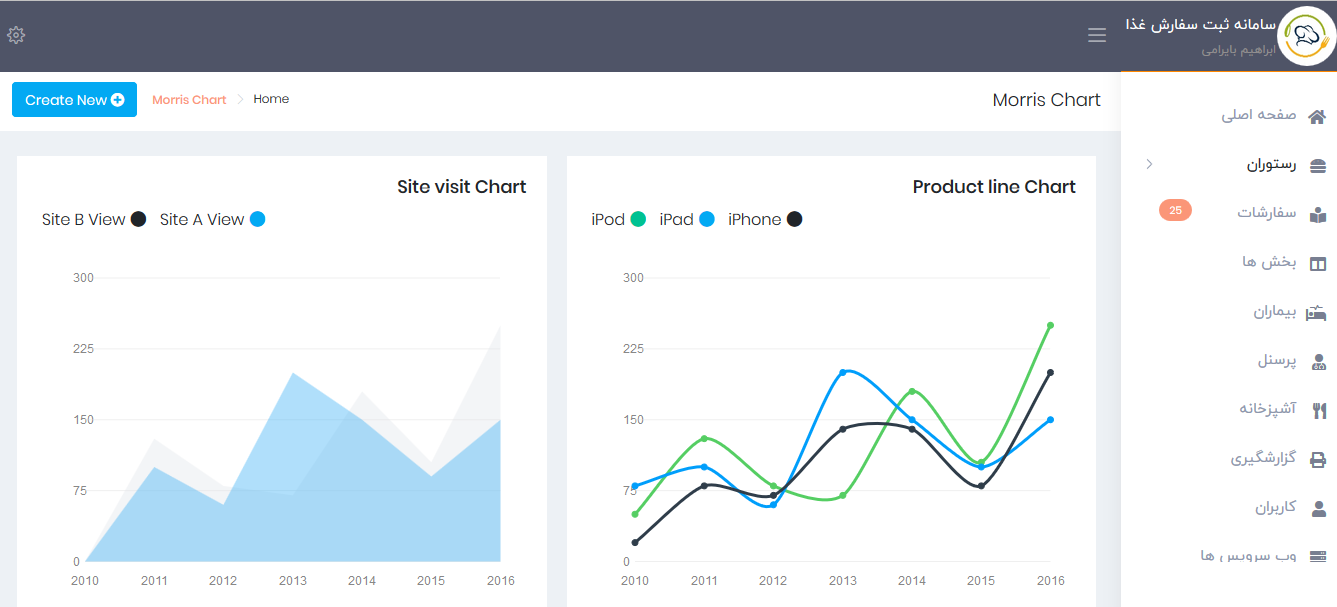 سامانه ثبت سفارش غذا
ابراهیم بایرامی
Create New
Morris Chart
Home
Morris Chart
صفحه اصلی
رستوران
سفارشات
25
بخش ها
بیماران
پرسنل
آشپزخانه
گزارشگیری
کاربران
وب سرویس ها
Site visit Chart
Site B View
Site A View
300
225
150
75
0
2010 2011 2012 2013 2014 2015 2016
Product line Chart
iPod
iPad
iPhone
300
225
150
75
0
2010 2011 2012 2013 2014 2015 2016